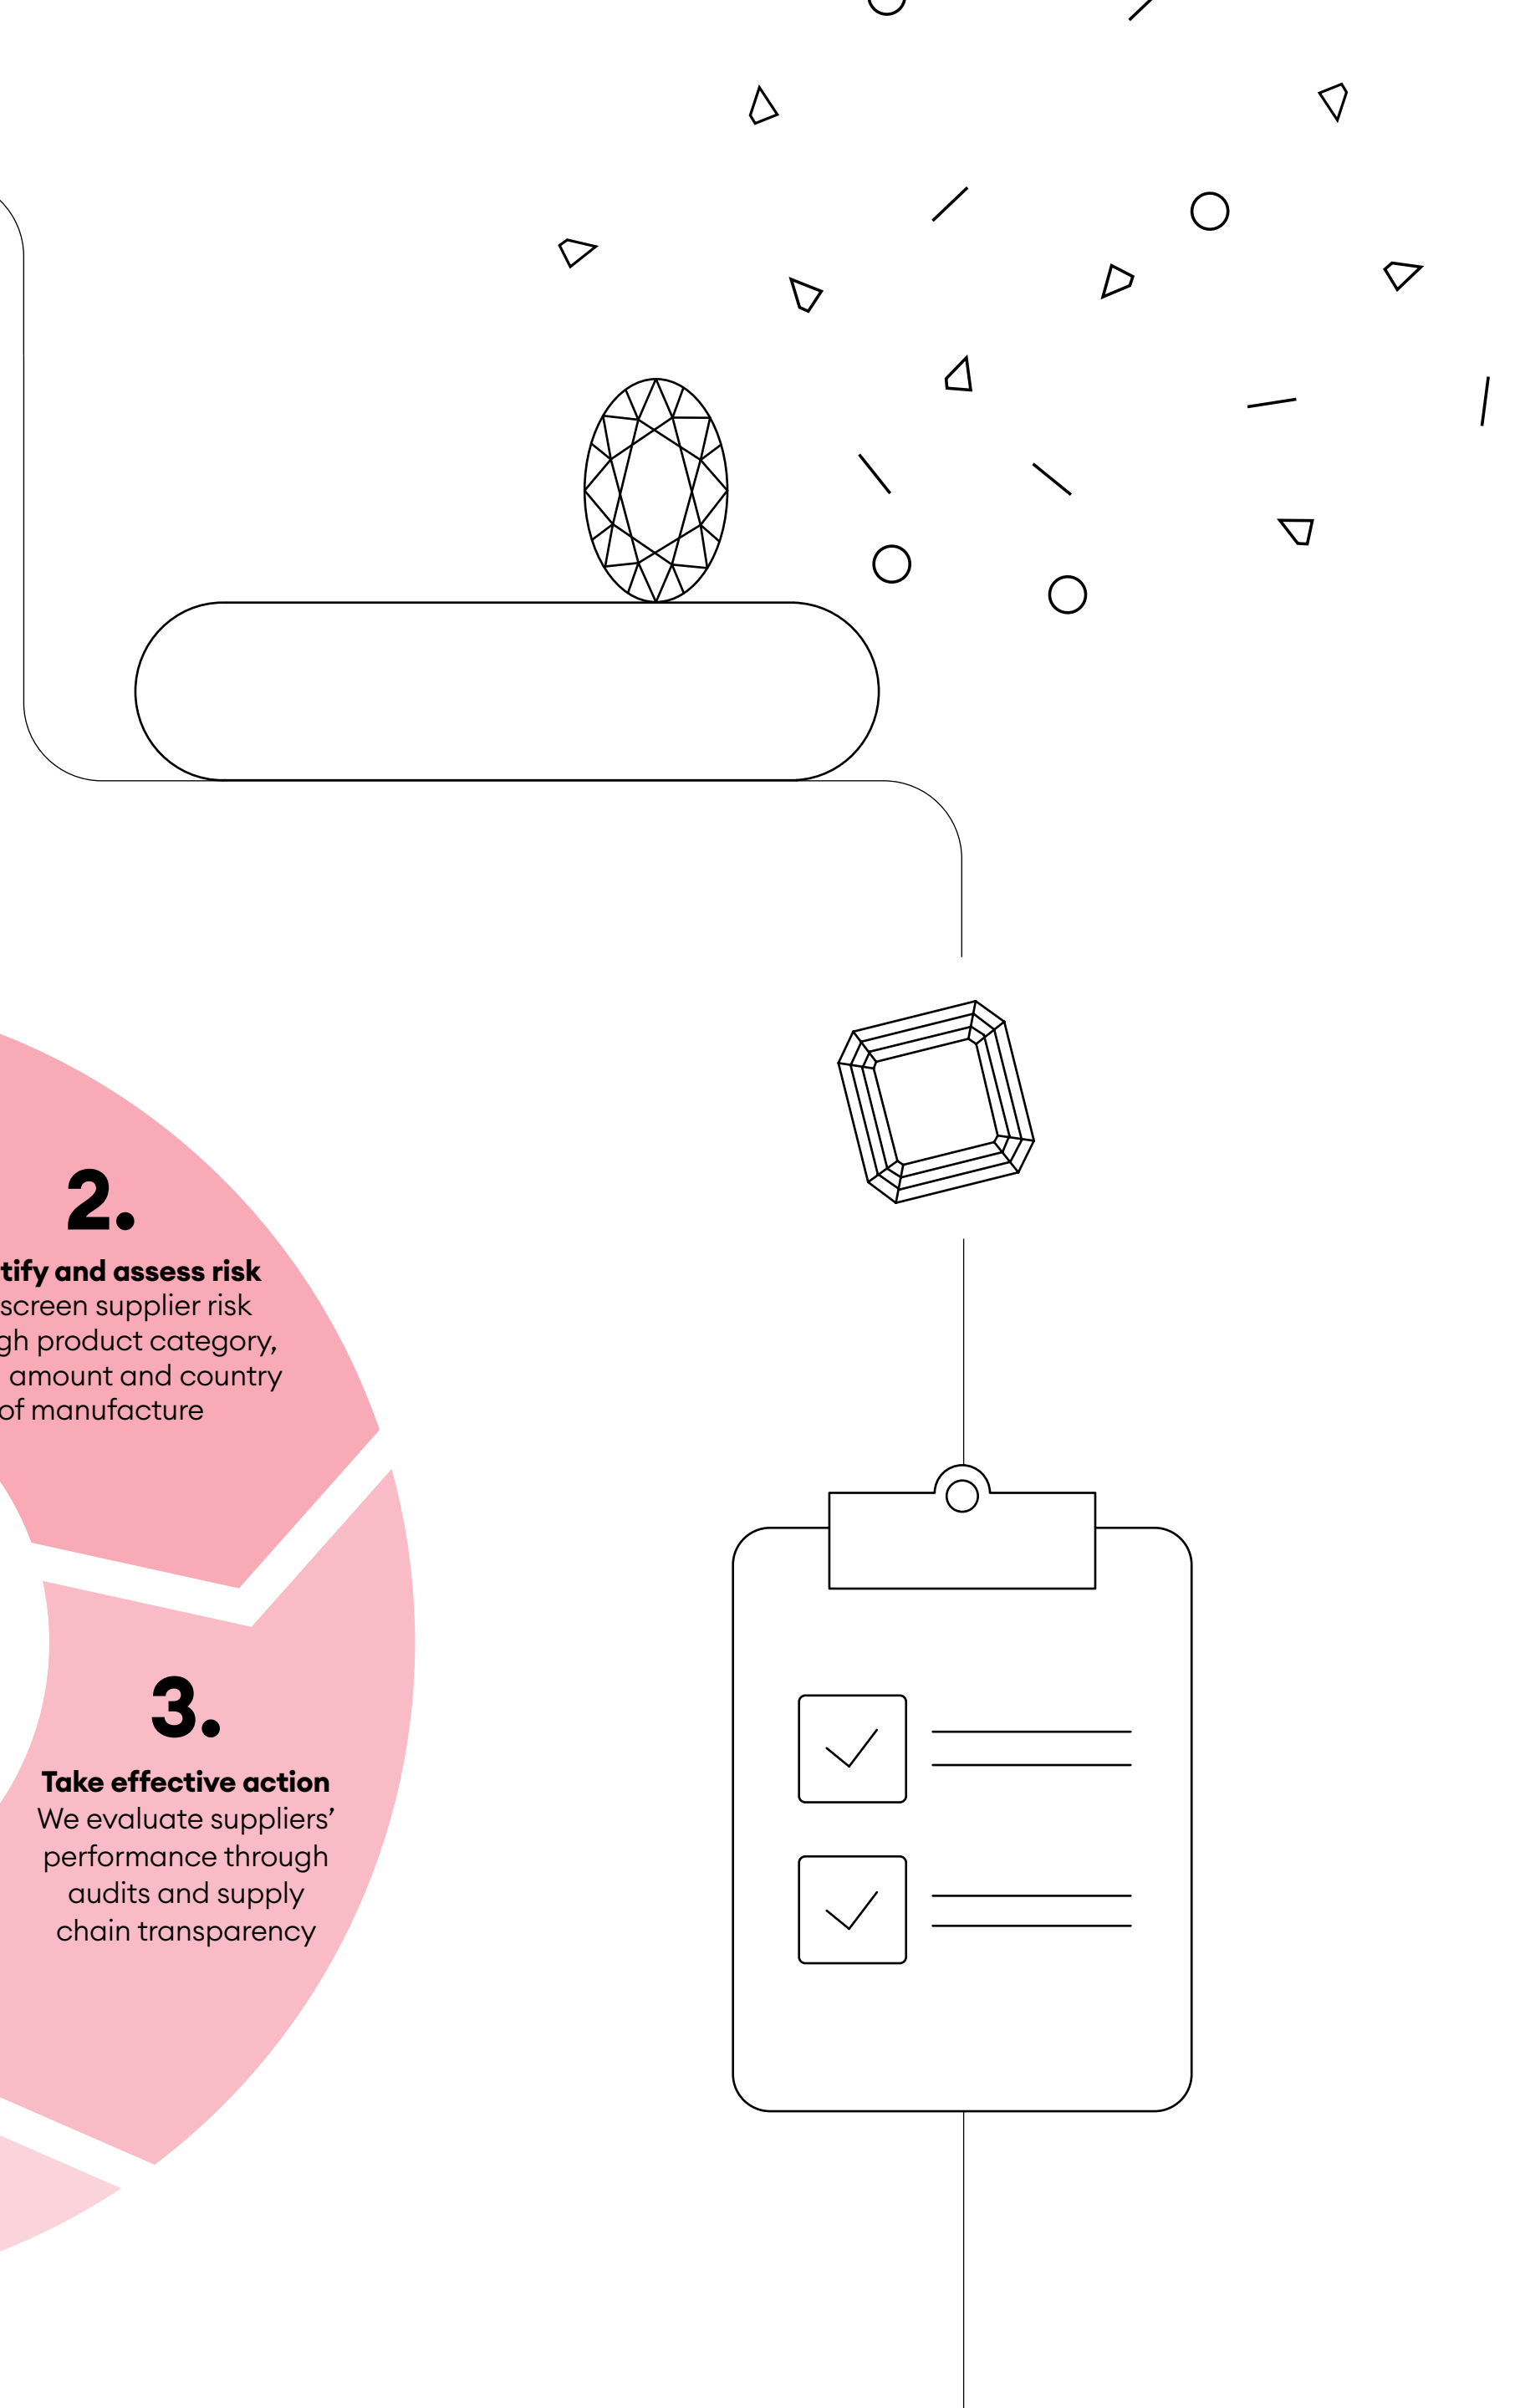 2.
tify and assess risk
screen supplier risk
gh product category,
amount and country
of manufacture
3.
Take effective action
We evaluate suppliers’
performance through
audits and supply
chain transparency